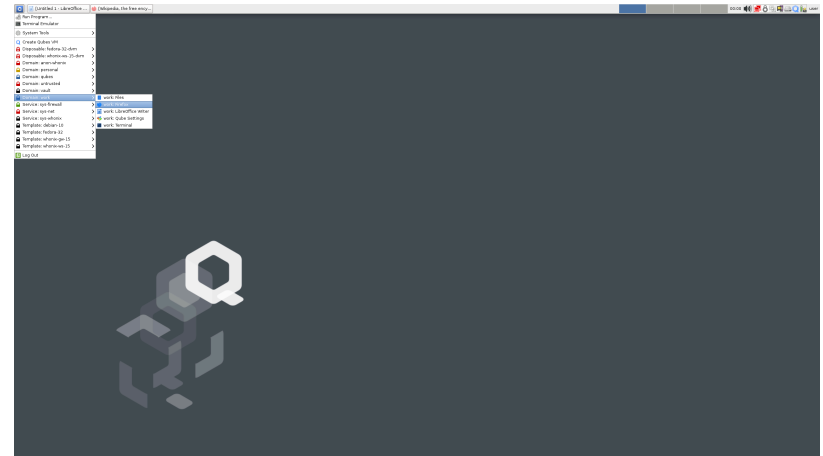 [Untitled 1 - LibreOffice ...
[Wikipedia, the free ency...
00:00
user
Run Program...
Terminal Emulator
System Tools
Create Qubes VM
Disposable: fedora-32-dvm
Disposable: whonix-ws-15-dvm
Domain: anon-whonix
Domain: personal
Domain: qubes
Domain: untrusted
Domain: vault
Domain: work
work: Files
Service: sys-firewall
work: Firefox
Service: sys-net
work: LibreOffice Writer
Service: sys-whonix
work: Qube Settings
Template: debian-10
work: Terminal
Template: fedora-32
Template: whonix-gw-15
Template: whonix-ws-15
Log Out